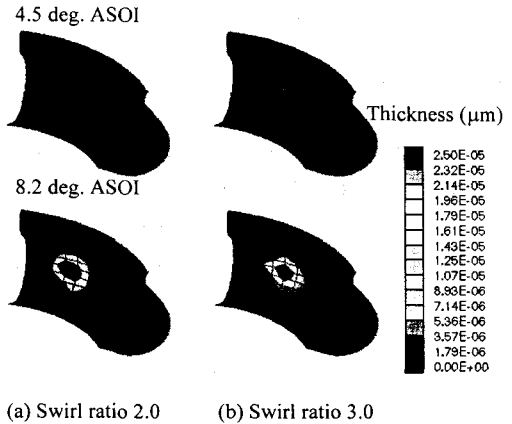 4.5 deg. ASOI
Thickness (μm)
2.50E-05
2.32E-05
2.14E-05
1.96E-05
1.79E-05
1.61E-05
1.43E-05
1.25E-05
1.07E-05
8.93E-06
7.14E-06
5.36E-06
3.57E-06
1.79E-06
0.00E+00
8.2 deg. ASOI
(a) Swirl ratio 2.0
(b) Swirl ratio 3.0